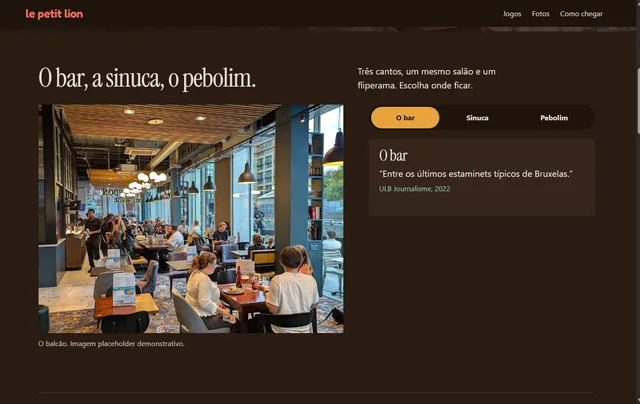 le petit lion
Jogos
Fotos
Como chegar
O bar, a sinuca, o pebolim.
Três cantos, um mesmo salão e um
fliperama. Escolha onde ficar.
O bar
Sinuca
Pebolim
O bar
"Entre os últimos estaminets típicos de Bruxelas."
ULB Journalisme, 2022
O balcão. Imagem placeholder demonstrativo.